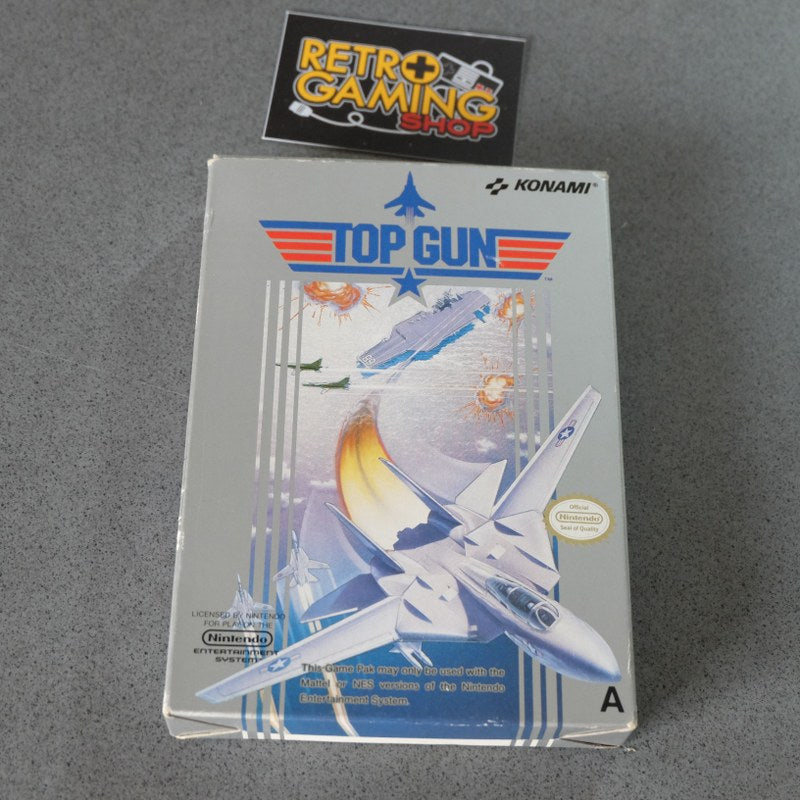 RETRO
GAMING
SHOP
KONAMI®
TOP GUN
TM
Official
Nintendo
Seal of Quality
LICENSED BY NINTENDO
FOR PLAY ON THE
Nintendo
ENTERTAINMENT
SYSTEM
This Game Pak may only be used with the
Mattel or NES versions of the Nintendo
Entertainment System.
A